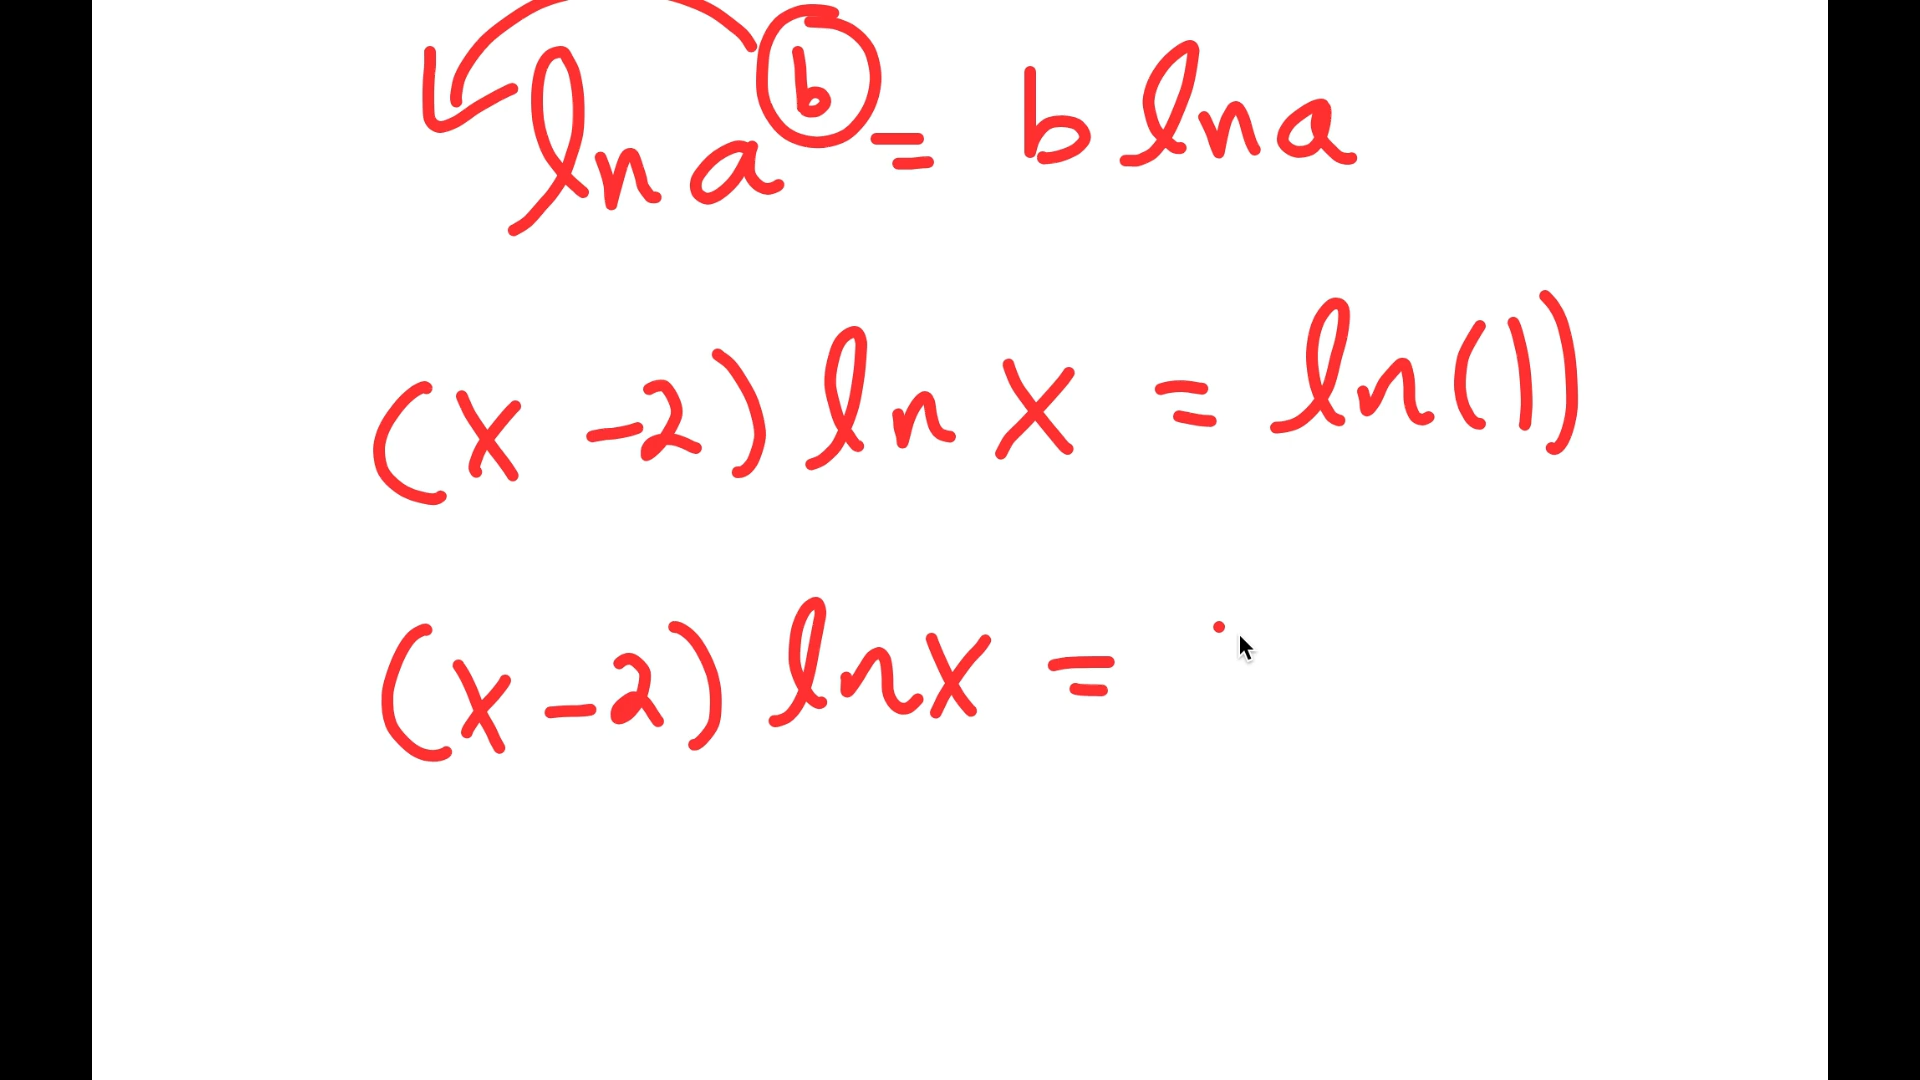 ln a^b = b ln a
(x - 2) ln x = ln(1)
(x - 2) ln x =